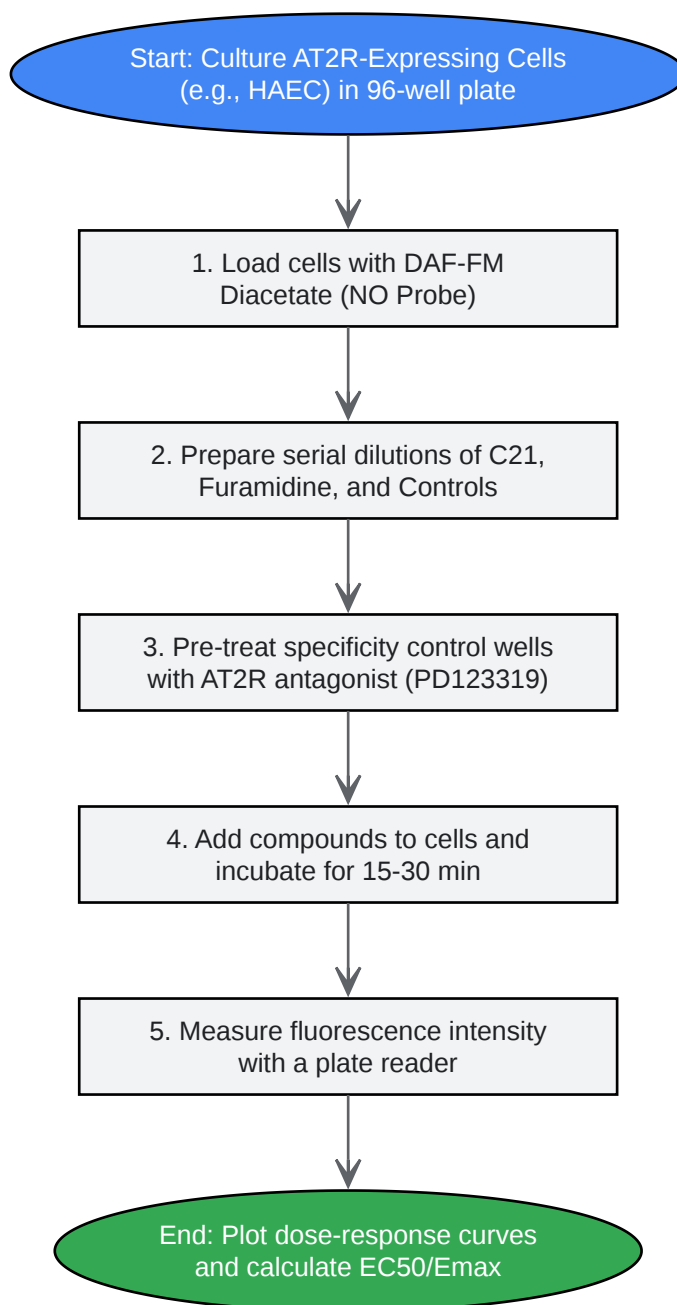 Start: Culture AT2R-Expressing Cells
(e.g., HAEC) in 96-well plate
1. Load cells with DAF-FM
Diacetate (NO Probe)
2. Prepare serial dilutions of C21,
Furamidine, and Controls
3. Pre-treat specificity control wells
with AT2R antagonist (PD123319)
4. Add compounds to cells and
incubate for 15-30 min
5. Measure fluorescence intensity
with a plate reader
End: Plot dose-response curves
and calculate EC50/Emax